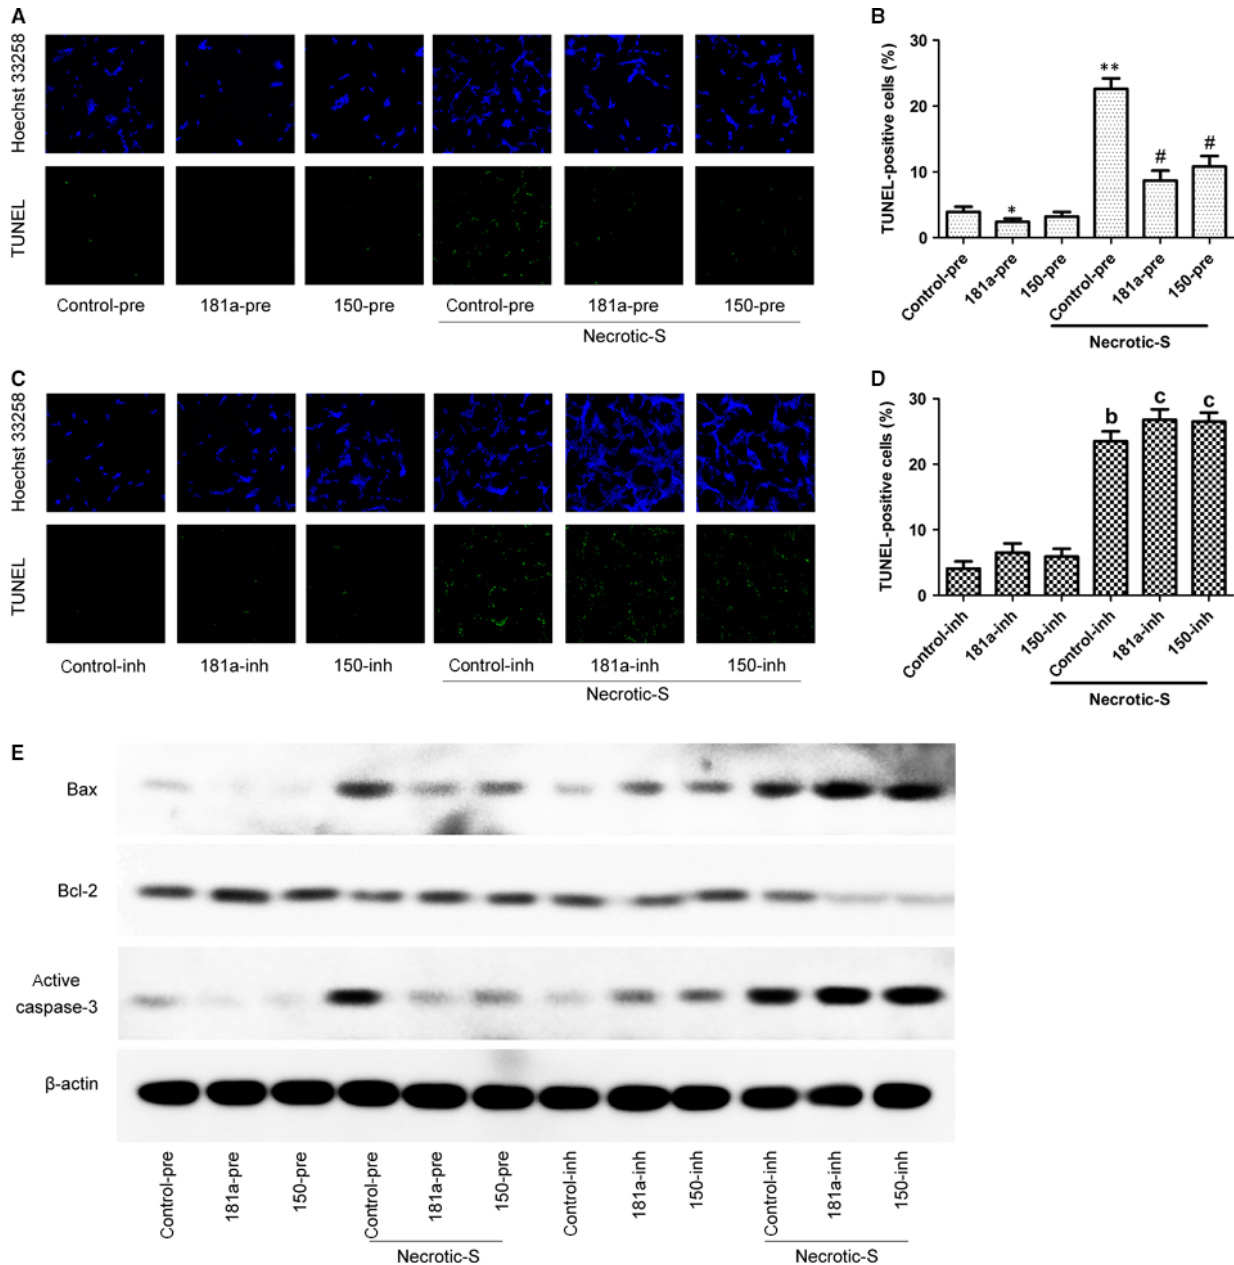 A
Hoechst 33258
TUNEL
Control-pre 181a-pre 150-pre Control-pre 181a-pre 150-pre
Necrotic-S
B
TUNEL-positive cells (%)
30
20
10
0
* ** # #
Control-pre
181a-pre
150-pre
Control-pre
181a-pre
150-pre
Necrotic-S
C
Hoechst 33258
TUNEL
Control-inh 181a-inh 150-inh Control-inh 181a-inh 150-inh
Necrotic-S
D
TUNEL-positive cells (%)
30
20
10
0
b c c
Control-inh
181a-inh
150-inh
Control-inh
181a-inh
150-inh
Necrotic-S
E
Bax
Bcl-2
Active
caspase-3
β-actin
Control-pre
181a-pre
150-pre
Control-pre
181a-pre
150-pre
Control-inh
181a-inh
150-inh
Control-inh
181a-inh
150-inh
Necrotic-S
Necrotic-S